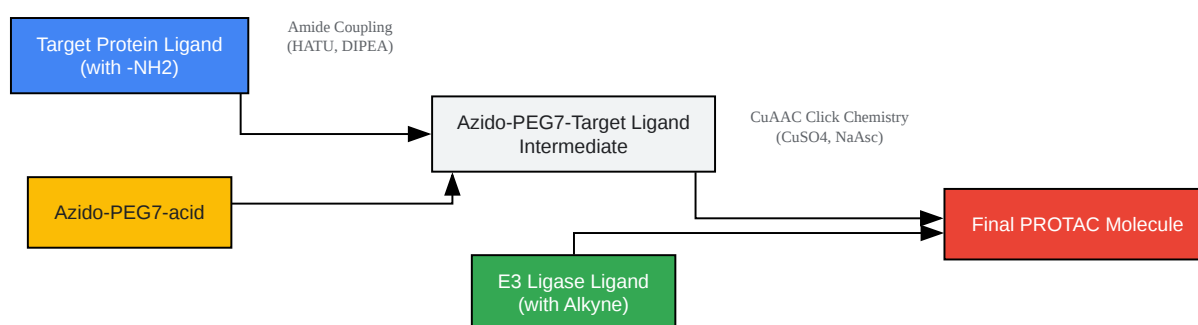 Target Protein Ligand
(with -NH2)
Amide Coupling
(HATU, DIPEA)
Azido-PEG7-Target Ligand
Intermediate
CuAAC Click Chemistry
(CuSO4, NaAsc)
Azido-PEG7-acid
Final PROTAC Molecule
E3 Ligase Ligand
(with Alkyne)